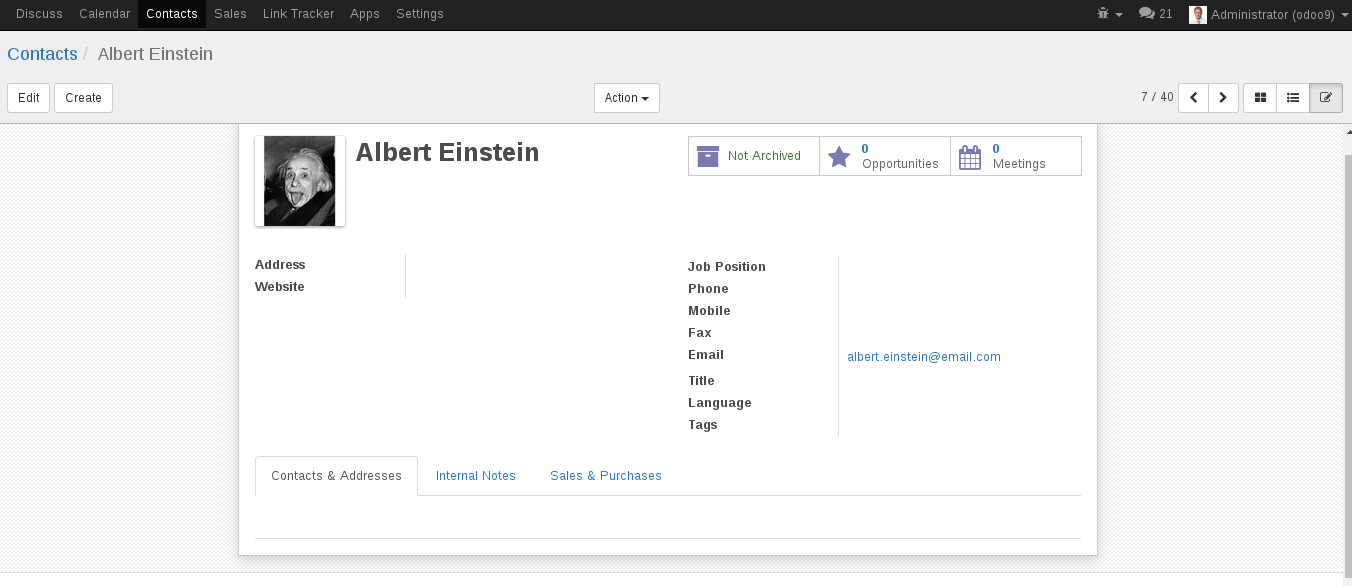 Discuss Calendar Contacts Sales Link Tracker Apps Settings 21 Administrator (odoo9)
Contacts / Albert Einstein
Edit Create Action 7 / 40
Albert Einstein
Not Archived
0
Opportunities
0
Meetings
Address
Website
Job Position
Phone
Mobile
Fax
Email albert.einstein@email.com
Title
Language
Tags
Contacts & Addresses Internal Notes Sales & Purchases